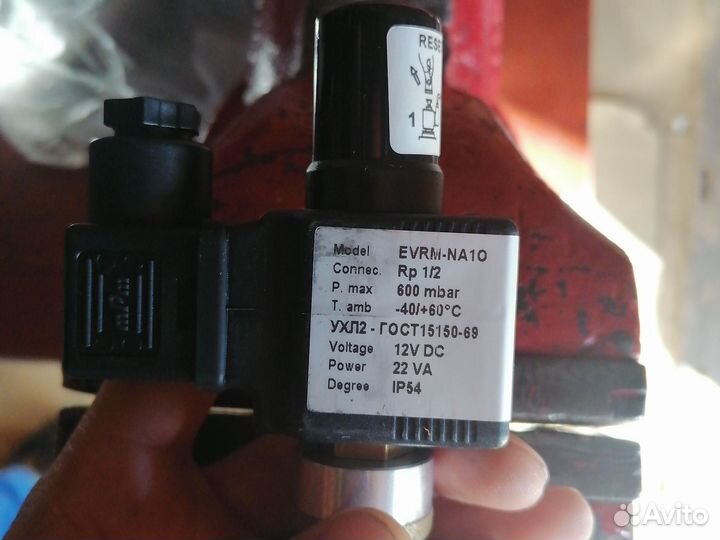 RESE
1
Model EVRM-NA1O
Connec. Rp 1/2
P. max 600 mbar
T. amb -40/+60°C
УХЛ2 - ГОСТ15150-69
Voltage 12V DC
Power 22 VA
Degree IP54
mpm
Avito